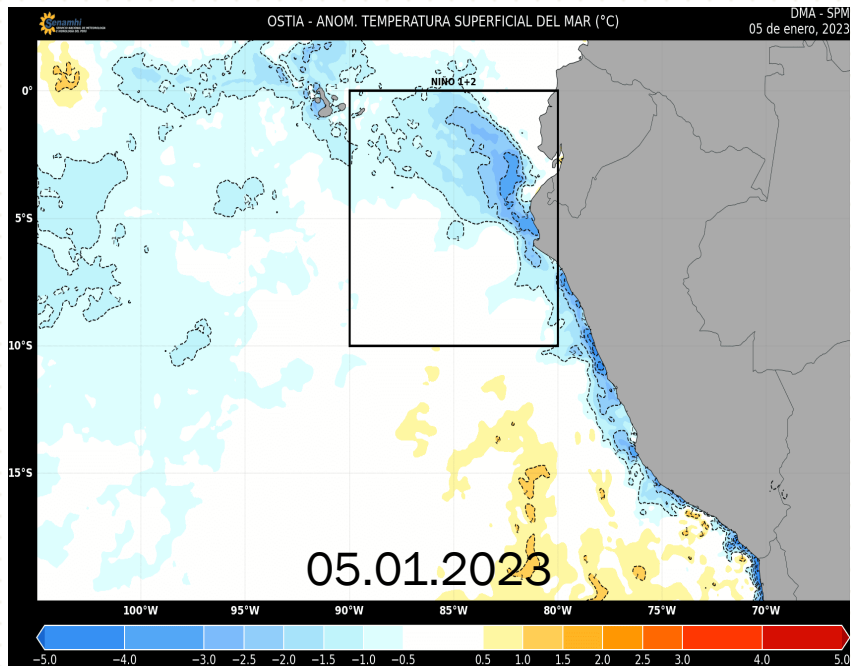 Senamhi
OSTIA - ANOM. TEMPERATURA SUPERFICIAL DEL MAR (°C)
DMA - SPM
05 de enero, 2023
NIÑO 1+2
0°
5°S
10°S
15°S
05.01.2023
100°W 95°W 90°W 85°W 80°W 75°W 70°W
−5.0 −4.0 −3.0 −2.5 −2.0 −1.5 −1.0 −0.5 0.5 1.0 1.5 2.0 2.5 3.0 4.0 5.0